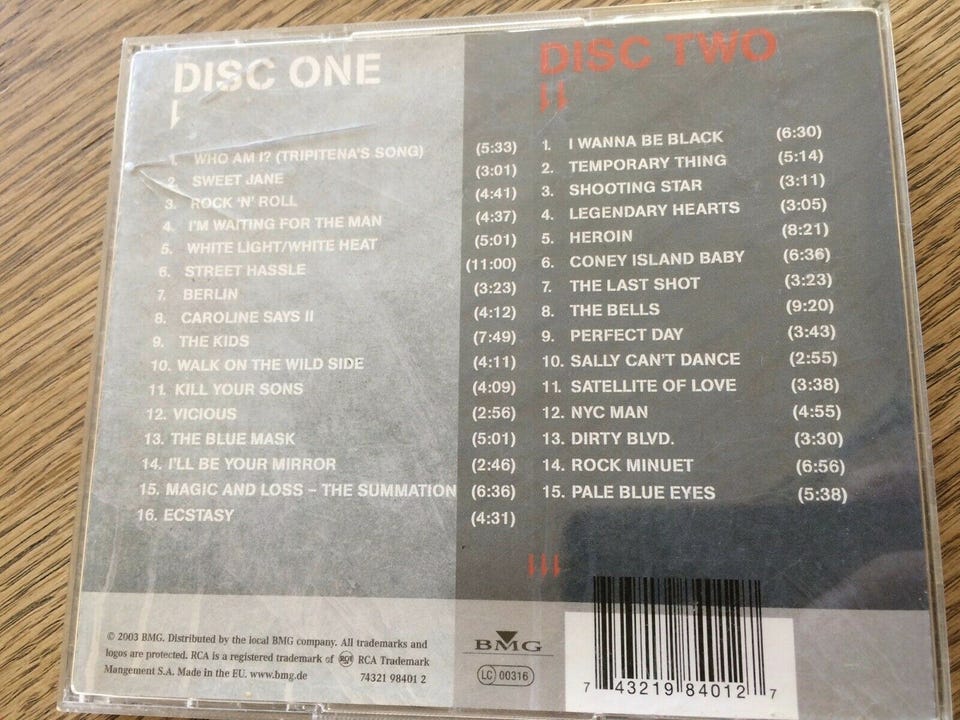 DISC ONE
1. WHO AM I? (TRIPITENA'S SONG) (5:33)
2. SWEET JANE (3:01)
3. ROCK 'N' ROLL (4:41)
4. I'M WAITING FOR THE MAN (4:37)
5. WHITE LIGHT/WHITE HEAT (5:01)
6. STREET HASSLE (11:00)
7. BERLIN (3:23)
8. CAROLINE SAYS II (4:12)
9. THE KIDS (7:49)
10. WALK ON THE WILD SIDE (4:11)
11. KILL YOUR SONS (4:09)
12. VICIOUS (2:56)
13. THE BLUE MASK (5:01)
14. I'LL BE YOUR MIRROR (2:46)
15. MAGIC AND LOSS – THE SUMMATION (6:36)
16. ECSTASY (4:31)
DISC TWO
1. I WANNA BE BLACK (6:30)
2. TEMPORARY THING (5:14)
3. SHOOTING STAR (3:11)
4. LEGENDARY HEARTS (3:05)
5. HEROIN (8:21)
6. CONEY ISLAND BABY (6:36)
7. THE LAST SHOT (3:23)
8. THE BELLS (9:20)
9. PERFECT DAY (3:43)
10. SALLY CAN'T DANCE (2:55)
11. SATELLITE OF LOVE (3:38)
12. NYC MAN (4:55)
13. DIRTY BLVD. (3:30)
14. ROCK MINUET (6:56)
15. PALE BLUE EYES (5:38)
© 2003 BMG. Distributed by the local BMG company. All trademarks and
logos are protected. RCA is a registered trademark of RCA RCA Trademark
Mangement S.A. Made in the EU. www.bmg.de 74321 98401 2
BMG
LC 00316
7 43219 84012 7